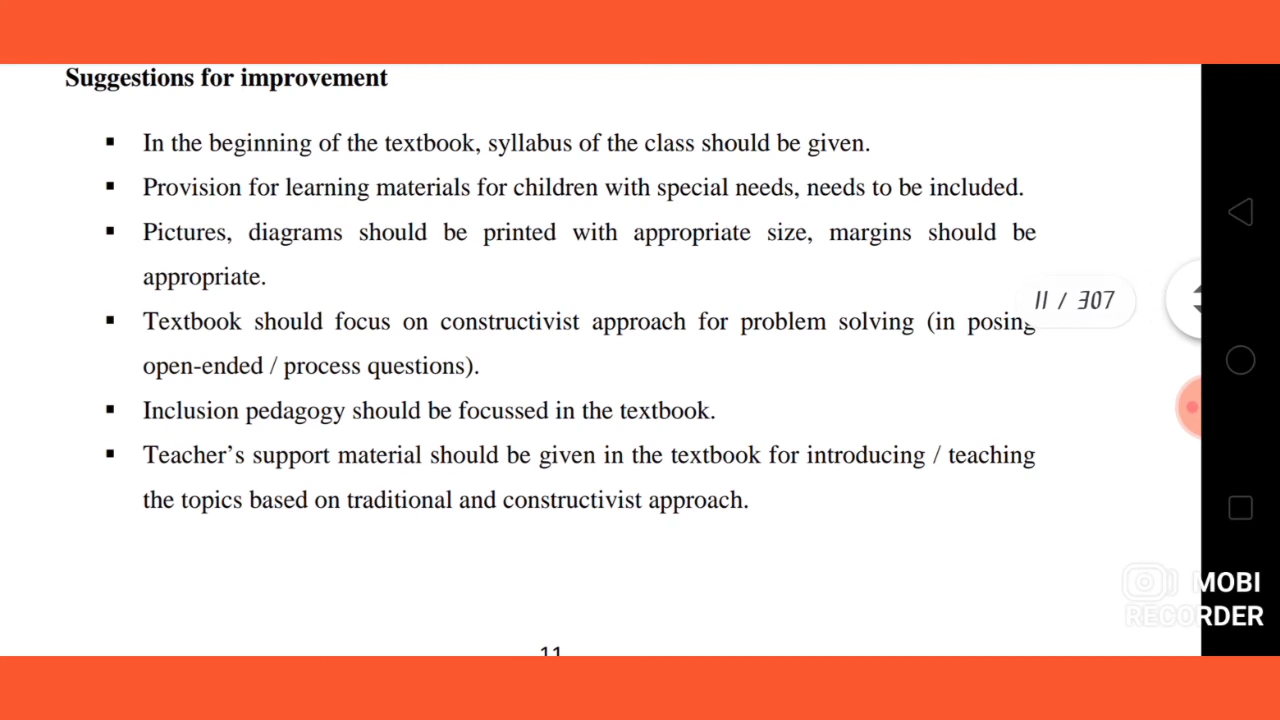 Suggestions for improvement
▪ In the beginning of the textbook, syllabus of the class should be given.
▪ Provision for learning materials for children with special needs, needs to be included.
▪ Pictures, diagrams should be printed with appropriate size, margins should be
appropriate.
11 / 307
▪ Textbook should focus on constructivist approach for problem solving (in posing
open-ended / process questions).
▪ Inclusion pedagogy should be focussed in the textbook.
▪ Teacher’s support material should be given in the textbook for introducing / teaching
the topics based on traditional and constructivist approach.
MOBI
RECORDER
11